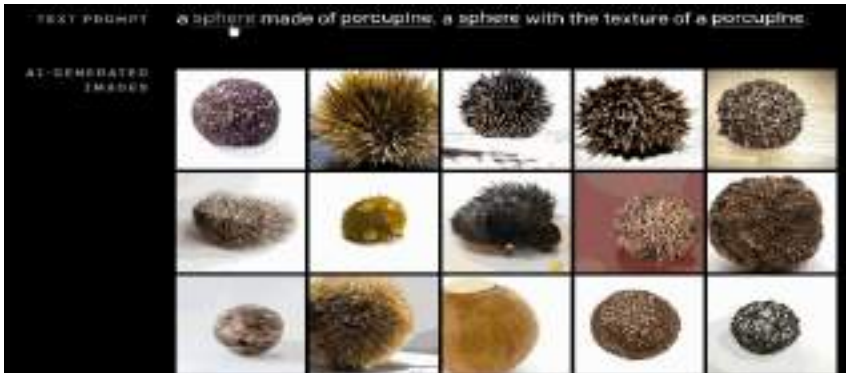 TEXT PROMPT
a sphere made of porcupine. a sphere with the texture of a porcupine.
AI-GENERATED
IMAGES